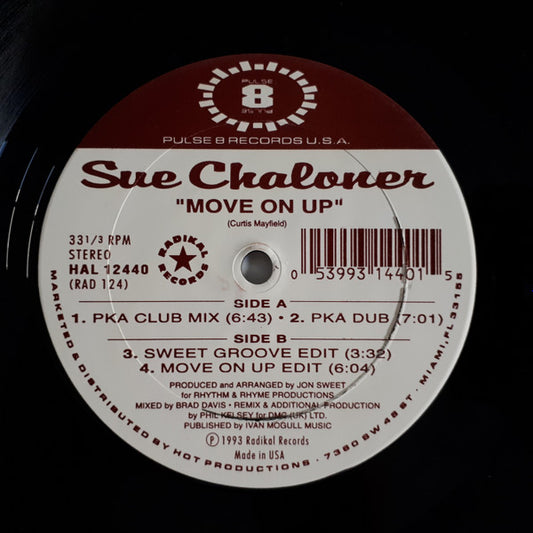 PULSE
8
PULSE
PULSE 8 RECORDS U.S.A.
Sue Chaloner
"MOVE ON UP"
(Curtis Mayfield)
33 1/3 RPM
STEREO
HAL 12440
(RAD 124)
RADIKAL
RECORDS
0 53993 14401 5
SIDE A
1. PKA CLUB MIX (6:43) • 2. PKA DUB (7:01)
SIDE B
3. SWEET GROOVE EDIT (3:32)
4. MOVE ON UP EDIT (6:04)
PRODUCED and ARRANGED by JON SWEET
for RHYTHM & RHYME PRODUCTIONS
MIXED by BRAD DAVIS • REMIX & ADDITIONAL PRODUCTION
by PHIL KELSEY for DMC (UK) LTD.
PUBLISHED by IVAN MOGULL MUSIC
℗ 1993 Radikal Records
Made in USA
MARKETED & DISTRIBUTED BY HOT PRODUCTIONS. 7380 SW 48 ST. MIAMI, FL 33155